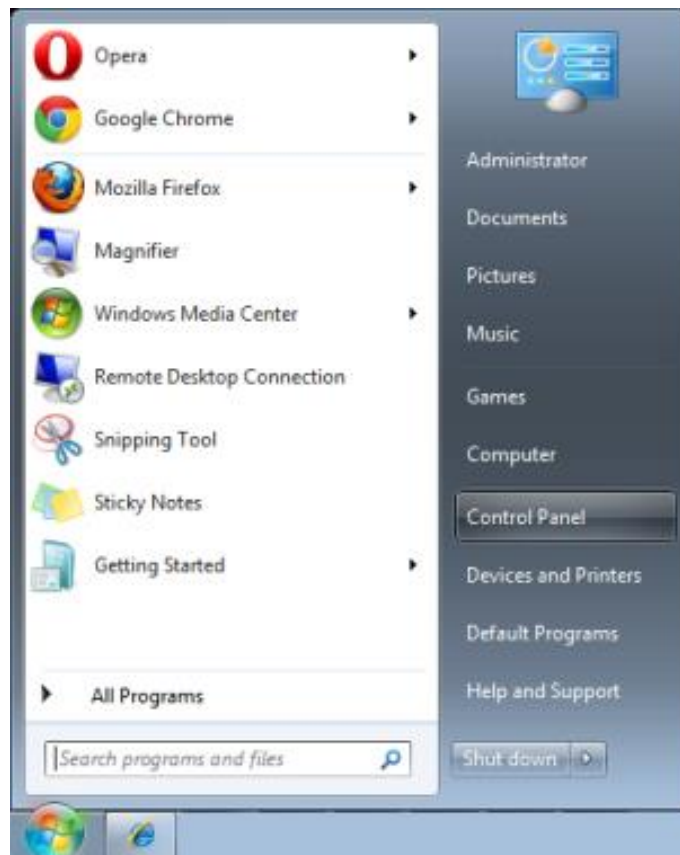 Opera
Google Chrome
Mozilla Firefox
Magnifier
Windows Media Center
Remote Desktop Connection
Snipping Tool
Sticky Notes
Getting Started
All Programs
Search programs and files
Administrator
Documents
Pictures
Music
Games
Computer
Control Panel
Devices and Printers
Default Programs
Help and Support
Shut down